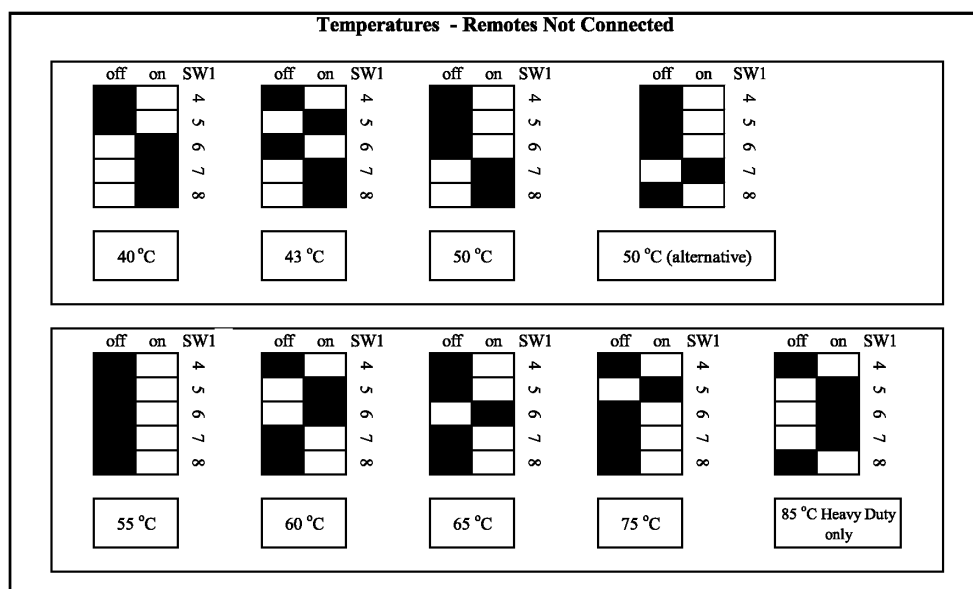 Temperatures - Remotes Not Connected
off on SW1 off on SW1 off on SW1 off on SW1
4 4 4 4
5 5 5 5
6 6 6 6
7 7 7 7
8 8 8 8
40 °C 43 °C 50 °C 50 °C (alternative)
off on SW1 off on SW1 off on SW1 off on SW1 off on SW1
4 4 4 4 4
5 5 5 5 5
6 6 6 6 6
7 7 7 7 7
8 8 8 8 8
55 °C 60 °C 65 °C 75 °C 85 °C Heavy Duty
only